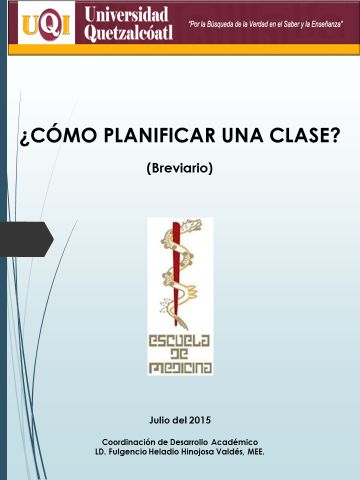 UQI
Universidad
Quetzalcóatl
"Por la Búsqueda de la Verdad en el Saber y la Enseñanza"
¿CÓMO PLANIFICAR UNA CLASE?
(Breviario)
ESCUELA
DE
MEDICINA
Julio del 2015
Coordinación de Desarrollo Académico
LD. Fulgencio Heladio Hinojosa Valdés, MEE.